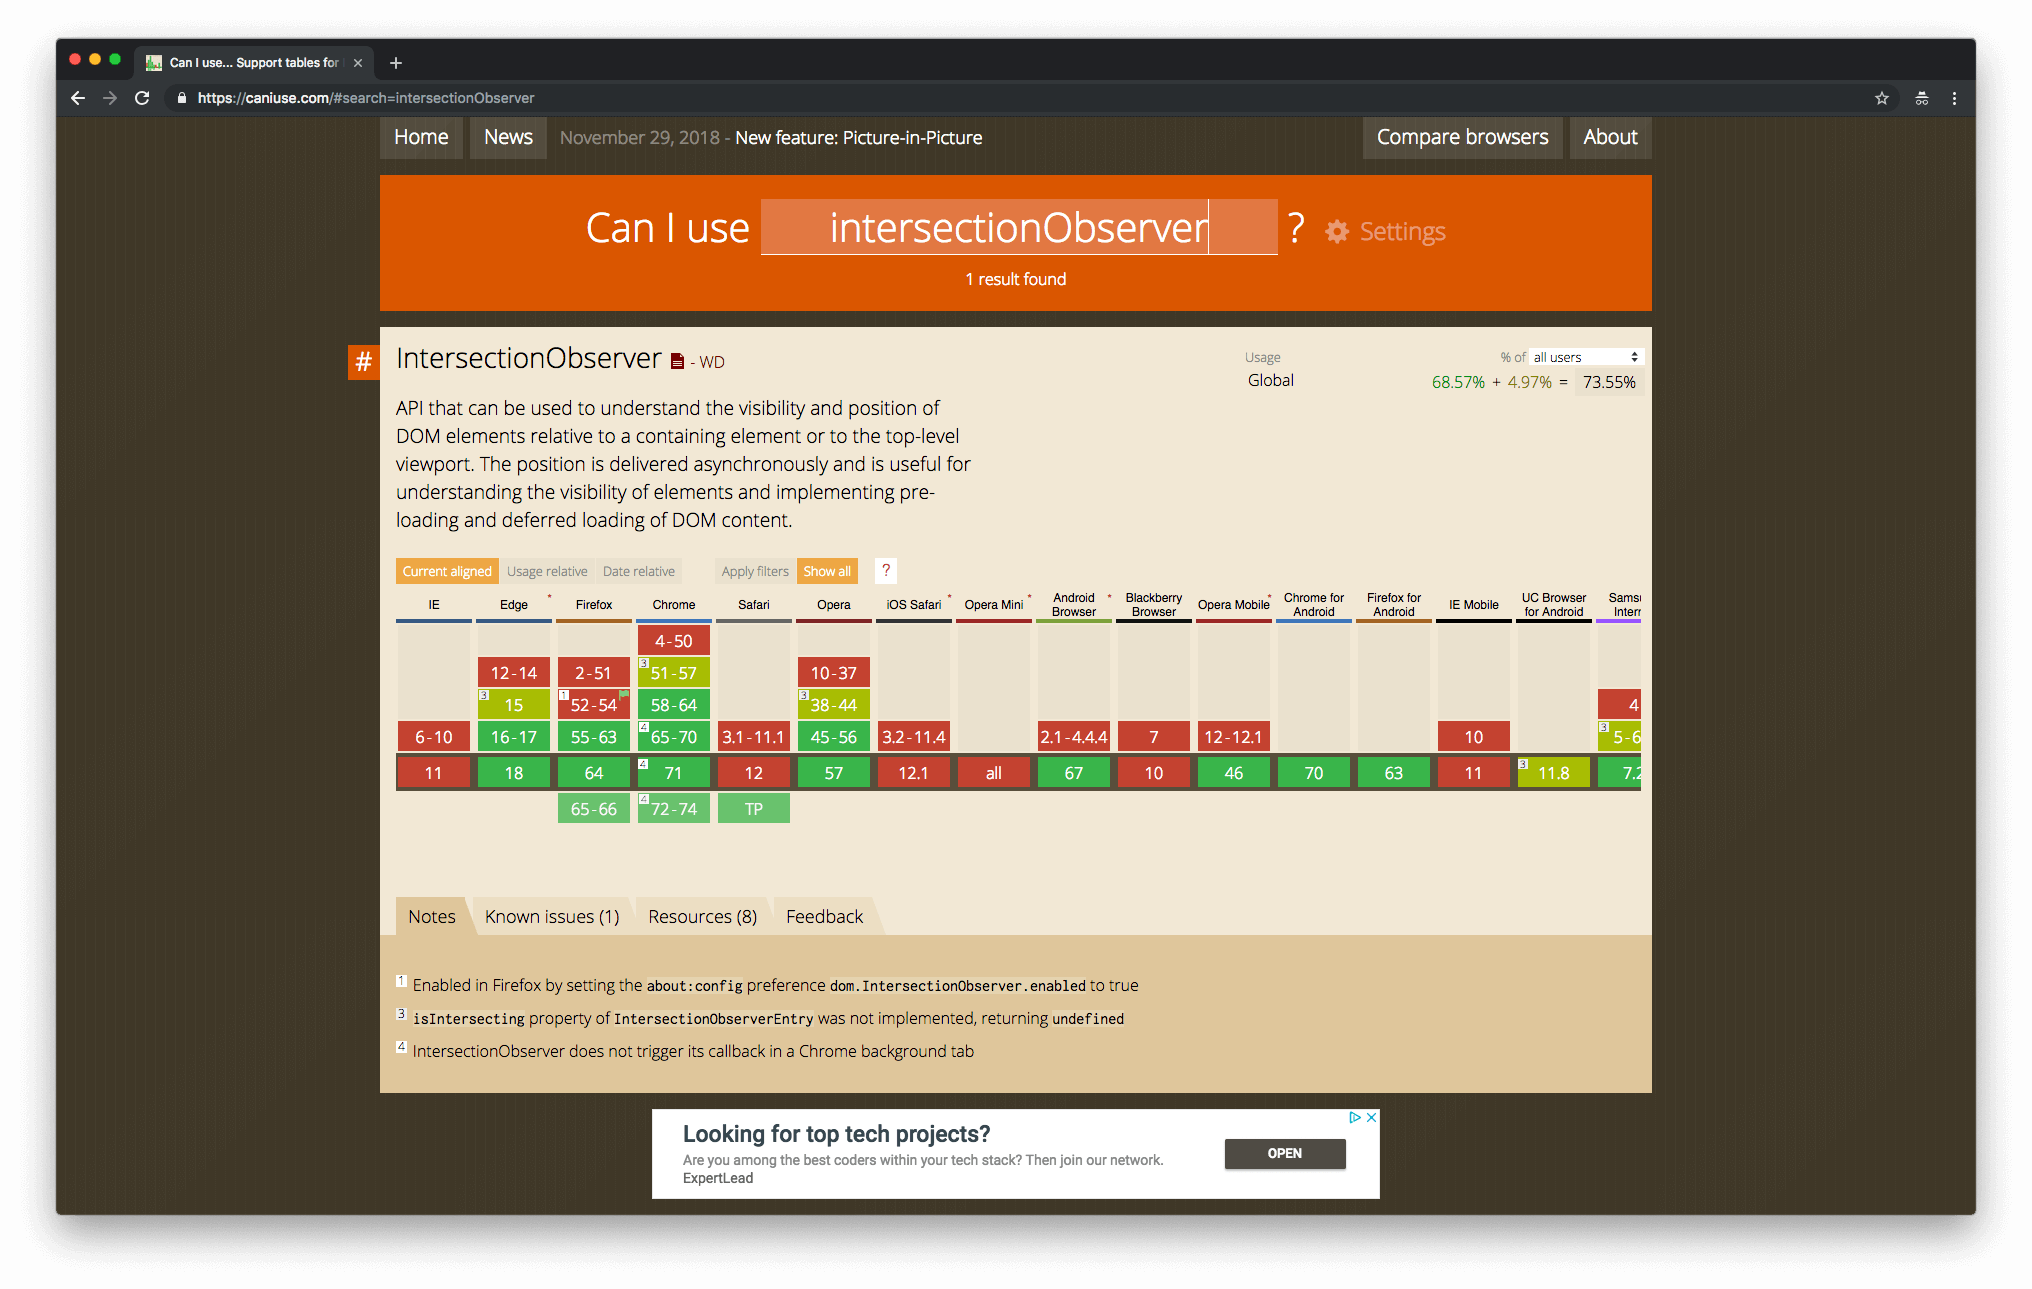 Can I use... Support tables for
https://caniuse.com/#search=intersectionObserver
Home News November 29, 2018 - New feature: Picture-in-Picture Compare browsers About
Can I use intersectionObserver ? Settings
1 result found
# IntersectionObserver - WD
Usage % of all users
Global 68.57% + 4.97% = 73.55%
API that can be used to understand the visibility and position of
DOM elements relative to a containing element or to the top-level
viewport. The position is delivered asynchronously and is useful for
understanding the visibility of elements and implementing pre-
loading and deferred loading of DOM content.
Current aligned Usage relative Date relative Apply filters Show all ?
IE Edge * Firefox Chrome Safari Opera iOS Safari * Opera Mini * Android Browser * Blackberry Browser Opera Mobile * Chrome for Android Firefox for Android IE Mobile UC Browser for Android
4-50
12-14 2-51 3 51-57 10-37
3 15 1 52-54 58-64 3 38-44 4
6-10 16-17 55-63 4 65-70 3.1-11.1 45-56 3.2-11.4 2.1-4.4.4 7 12-12.1 10 3 5-6
11 18 64 4 71 12 57 12.1 all 67 10 46 70 63 11 3 11.8 7.2
65-66 4 72-74 TP
Notes Known issues (1) Resources (8) Feedback
1 Enabled in Firefox by setting the about:config preference dom.IntersectionObserver.enabled to true
3 isIntersecting property of IntersectionObserverEntry was not implemented, returning undefined
4 IntersectionObserver does not trigger its callback in a Chrome background tab
Looking for top tech projects?
Are you among the best coders within your tech stack? Then join our network.
ExpertLead
OPEN